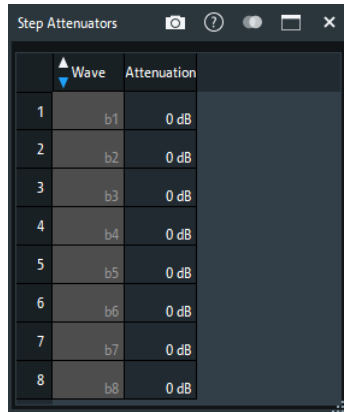 Step Attenuators
Wave Attenuation
1 b1 0 dB
2 b2 0 dB
3 b3 0 dB
4 b4 0 dB
5 b5 0 dB
6 b6 0 dB
7 b7 0 dB
8 b8 0 dB